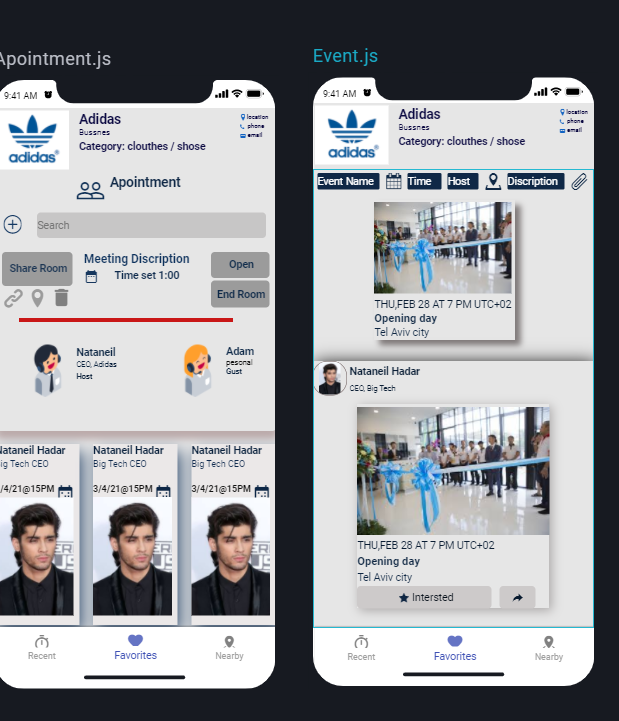 Apointment.js
9:41 AM
Adidas
Bussnes
Category: clouthes / shose
location
phone
email
adidas
Apointment
Search
Share Room
Meeting Discription
Time set 1:00
Open
End Room
Nataneil
CEO, Adidas
Host
Adam
pesonal
Gust
Nataneil Hadar
Big Tech CEO
3/4/21@15PM
Nataneil Hadar
Big Tech CEO
3/4/21@15PM
Nataneil Hadar
Big Tech CEO
3/4/21@15PM
Recent
Favorites
Nearby
Event.js
9:41 AM
Adidas
Bussnes
Category: clouthes / shose
location
phone
email
adidas
Event Name
Time
Host
Discription
THU,FEB 28 AT 7 PM UTC+02
Opening day
Tel Aviv city
Nataneil Hadar
CEO, Big Tech
THU,FEB 28 AT 7 PM UTC+02
Opening day
Tel Aviv city
Intersted
Recent
Favorites
Nearby